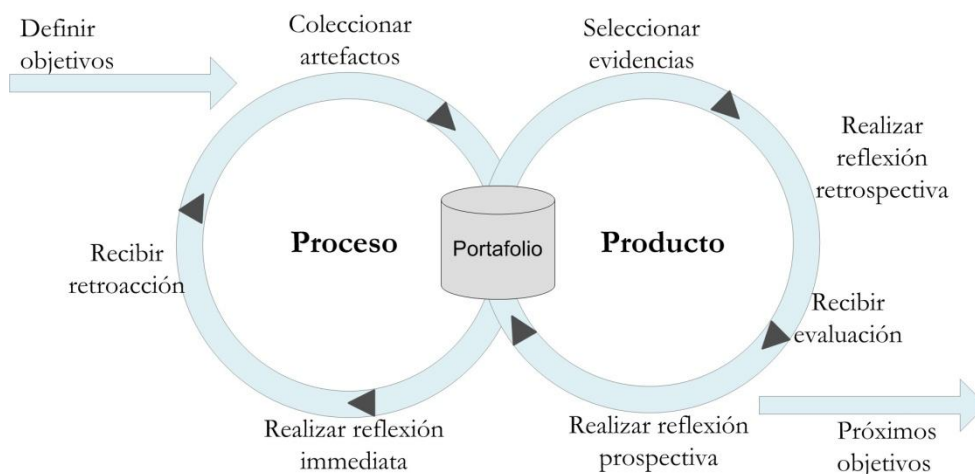 Definir
objetivos
Coleccionar
artefactos
Seleccionar
evidencias
Realizar
reflexión
retrospectiva
Proceso
Portafolio
Producto
Recibir
retroacción
Recibir
evaluación
Realizar reflexión
immediata
Realizar reflexión
prospectiva
Próximos
objetivos